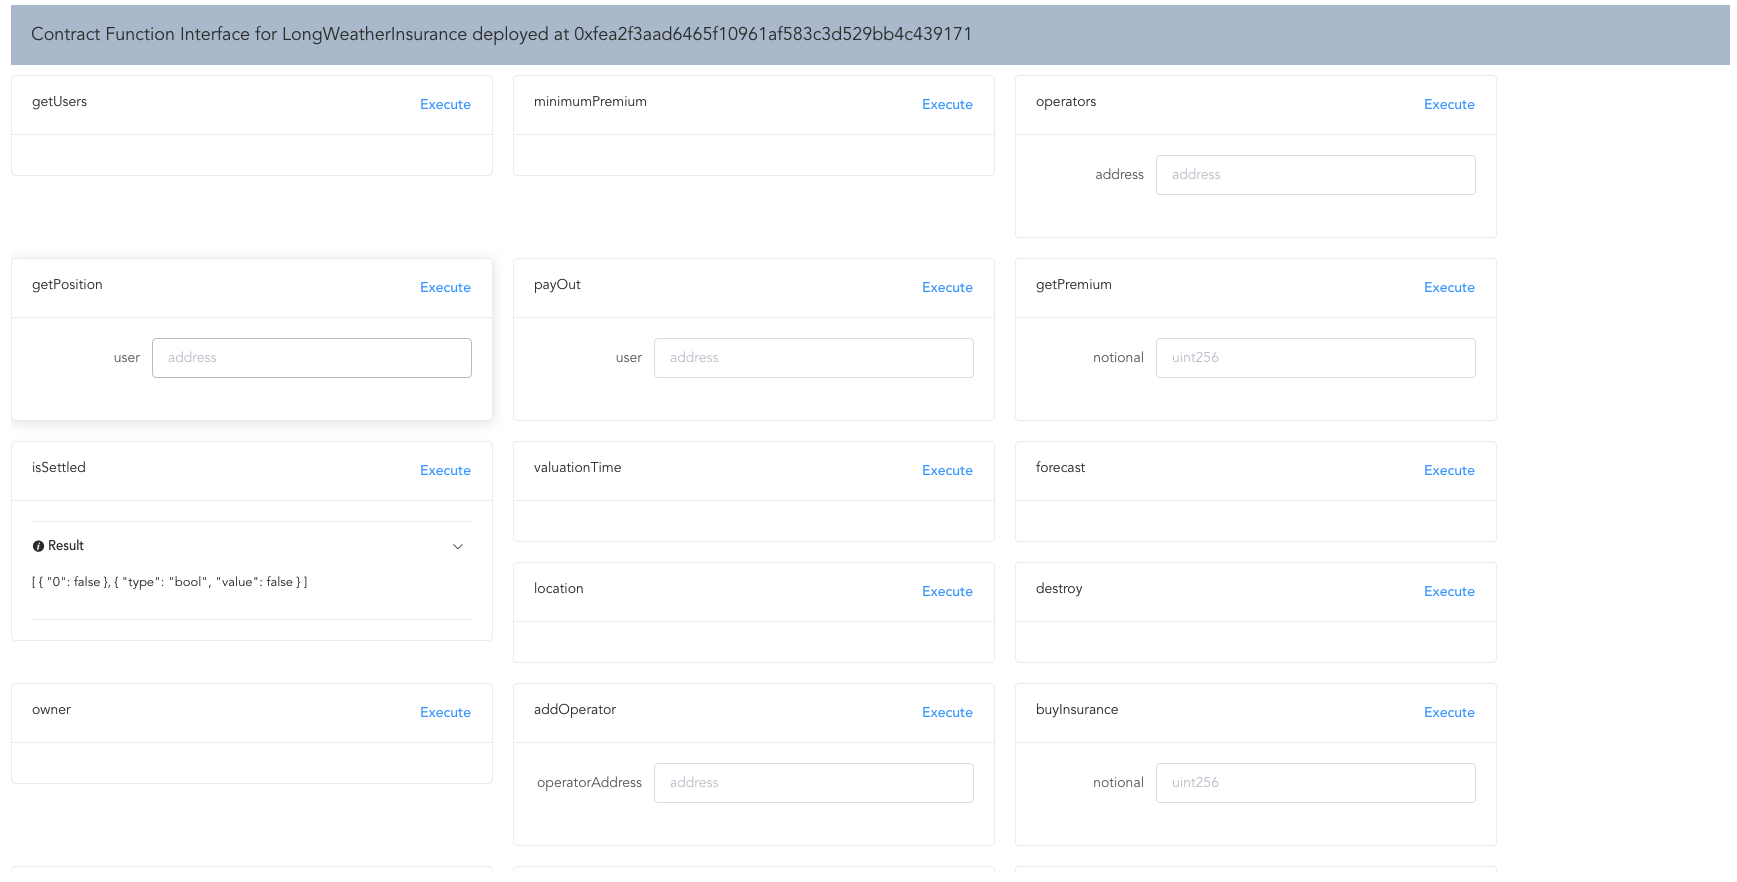 Contract Function Interface for LongWeatherInsurance deployed at 0xfea2f3aad6465f10961af583c3d529bb4c439171
getUsers Execute
minimumPremium Execute
operators Execute
address address
getPosition Execute
user address
payOut Execute
user address
getPremium Execute
notional uint256
isSettled Execute
Result
[ { "0": false }, { "type": "bool", "value": false } ]
valuationTime Execute
forecast Execute
location Execute
destroy Execute
owner Execute
addOperator Execute
operatorAddress address
buyInsurance Execute
notional uint256